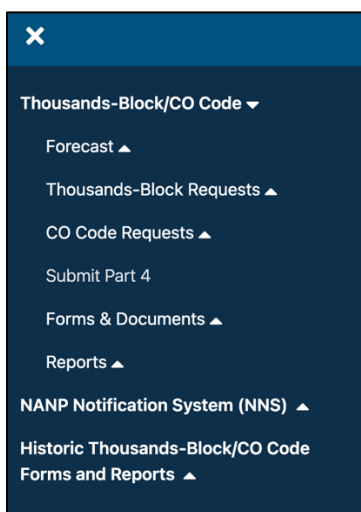 Thousands-Block/CO Code
Forecast
Thousands-Block Requests
CO Code Requests
Submit Part 4
Forms & Documents
Reports
NANP Notification System (NNS)
Historic Thousands-Block/CO Code
Forms and Reports